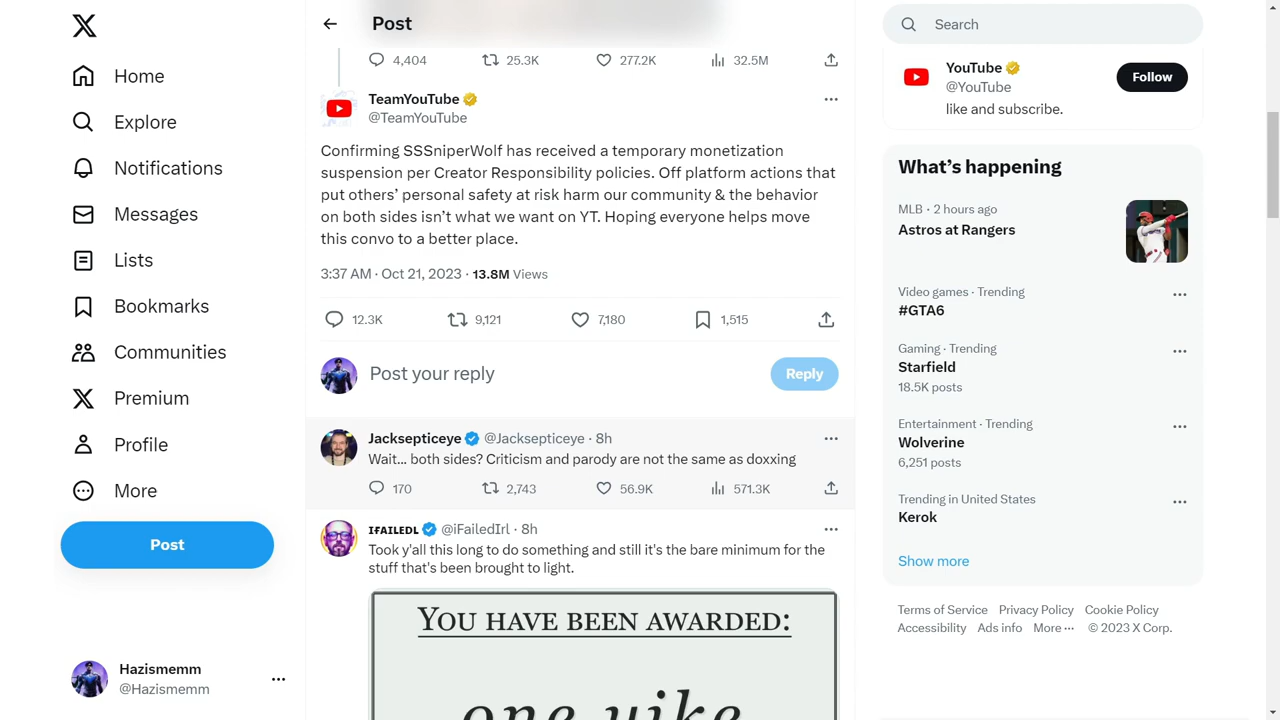 Home
Explore
Notifications
Messages
Lists
Bookmarks
Communities
Premium
Profile
More
Post
Hazismemm
@Hazismemm
Post
4,404 25.3K 277.2K 32.5M
TeamYouTube
@TeamYouTube
Confirming SSSniperWolf has received a temporary monetization
suspension per Creator Responsibility policies. Off platform actions that
put others’ personal safety at risk harm our community & the behavior
on both sides isn’t what we want on YT. Hoping everyone helps move
this convo to a better place.
3:37 AM · Oct 21, 2023 · 13.8M Views
12.3K 9,121 7,180 1,515
Post your reply Reply
Jacksepticeye @Jacksepticeye · 8h
Wait... both sides? Criticism and parody are not the same as doxxing
170 2,743 56.9K 571.3K
IFAILEDL @iFailedIrl · 8h
Took y'all this long to do something and still it's the bare minimum for the
stuff that's been brought to light.
YOU HAVE BEEN AWARDED:
one yike
Search
YouTube
@YouTube
Follow
like and subscribe.
What’s happening
MLB · 2 hours ago
Astros at Rangers
Video games · Trending
#GTA6
Gaming · Trending
Starfield
18.5K posts
Entertainment · Trending
Wolverine
6,251 posts
Trending in United States
Kerok
Show more
Terms of Service Privacy Policy Cookie Policy
Accessibility Ads info More ··· © 2023 X Corp.